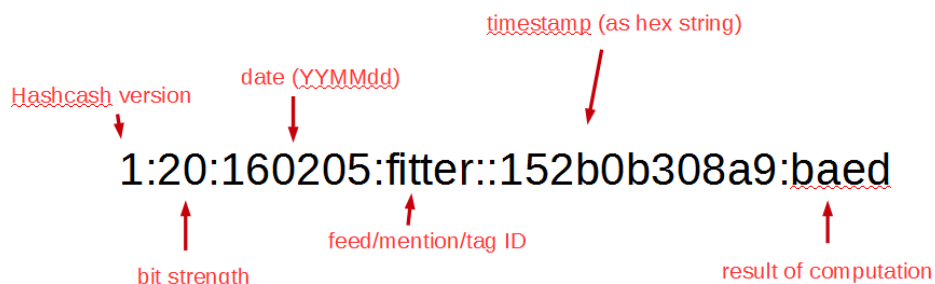 timestamp (as hex string)
date (YYMMdd)
Hashcash version
1:20:160205:fitter::152b0b308a9:baed
feed/mention/tag ID
bit strength
result of computation